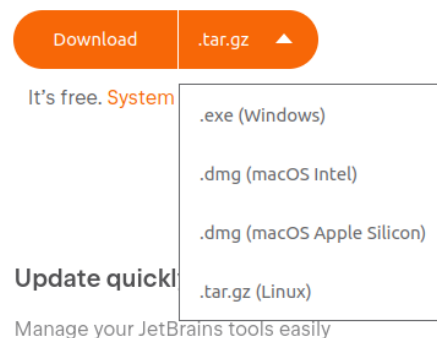 Download .tar.gz
It's free. System
.exe (Windows)
.dmg (macOS Intel)
.dmg (macOS Apple Silicon)
.tar.gz (Linux)
Update quickl
Manage your JetBrains tools easily